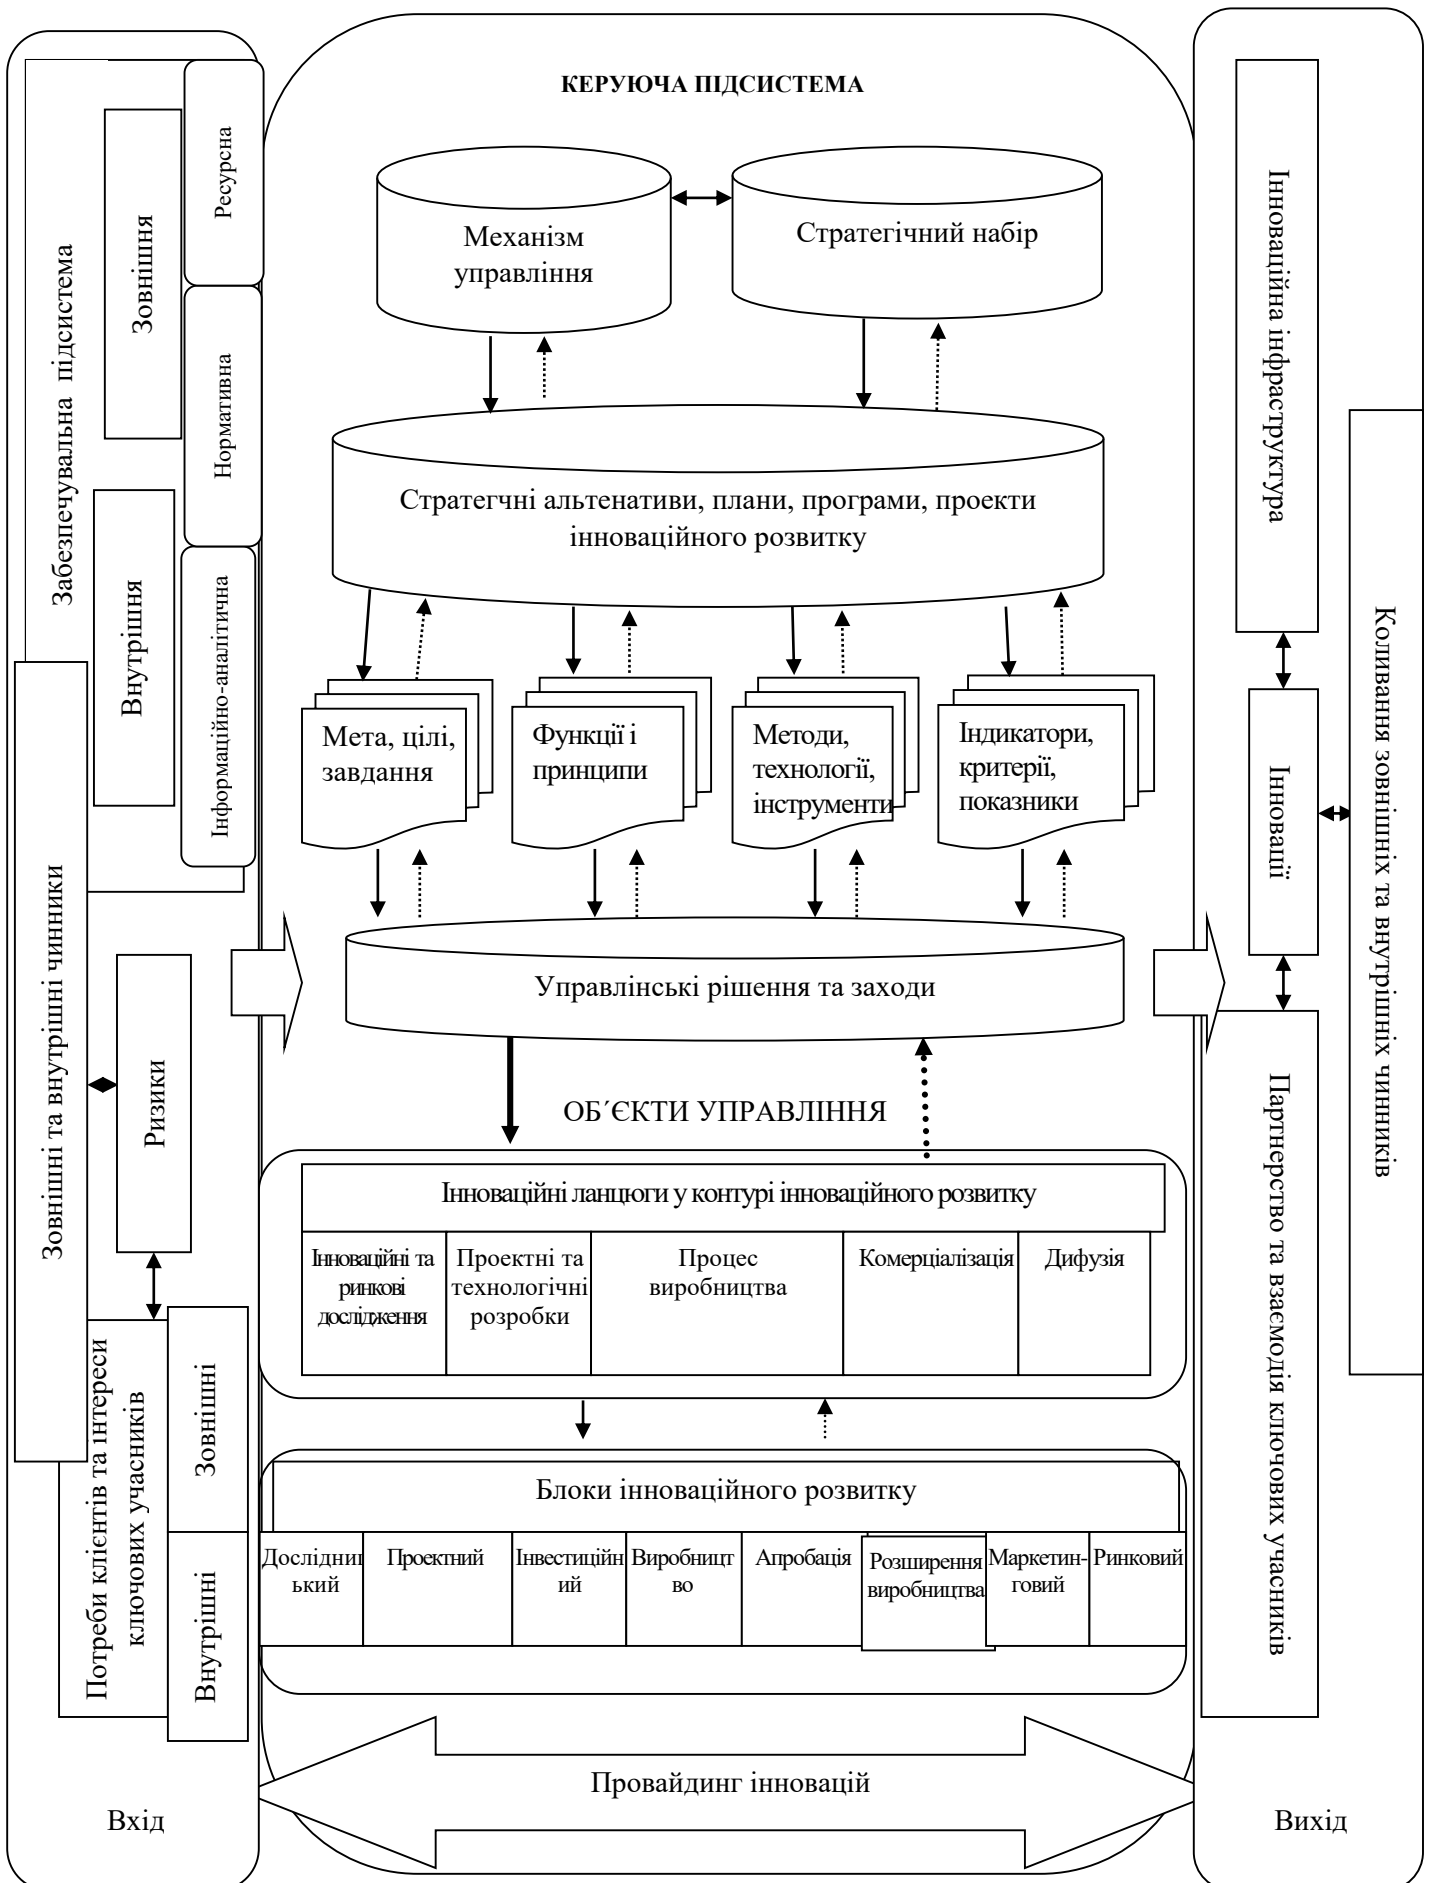 КЕРУЮЧА ПІДСИСТЕМА
Забезпечувальна підсистема
Зовнішня
Внутрішня
Ресурсна
Нормативна
Інформаційно-аналітична
Зовнішні та внутрішні чинники
Ризики
Потреби клієнтів та інтереси
ключових учасників
Зовнішні
Внутрішні
Вхід
Механізм
управління
Стратегічний набір
Стратегчні альтенативи, плани, програми, проекти
інноваційного розвитку
Мета, цілі,
завдання
Функції і
принципи
Методи,
технології,
інструменти
Індикатори,
критерії,
показники
Управлінські рішення та заходи
ОБ´ЄКТИ УПРАВЛІННЯ
Інноваційні ланцюги у контурі інноваційного розвитку
Інноваційні та
ринкові
дослідження
Проектні та
технологічні
розробки
Процес
виробництва
Комерціалізація
Дифузія
Блоки інноваційного розвитку
Дослідниц
ький
Проектний
Інвестиційн
ий
Виробницт
во
Апробація
Розширення
виробництва
Маркетин-
говий
Ринковий
Провайдинг інновацій
Інноваційна інфраструктура
Інновації
Партнерство та взаємодія ключових учасників
Коливання зовнішніх та внутрішніх чинників
Вихід